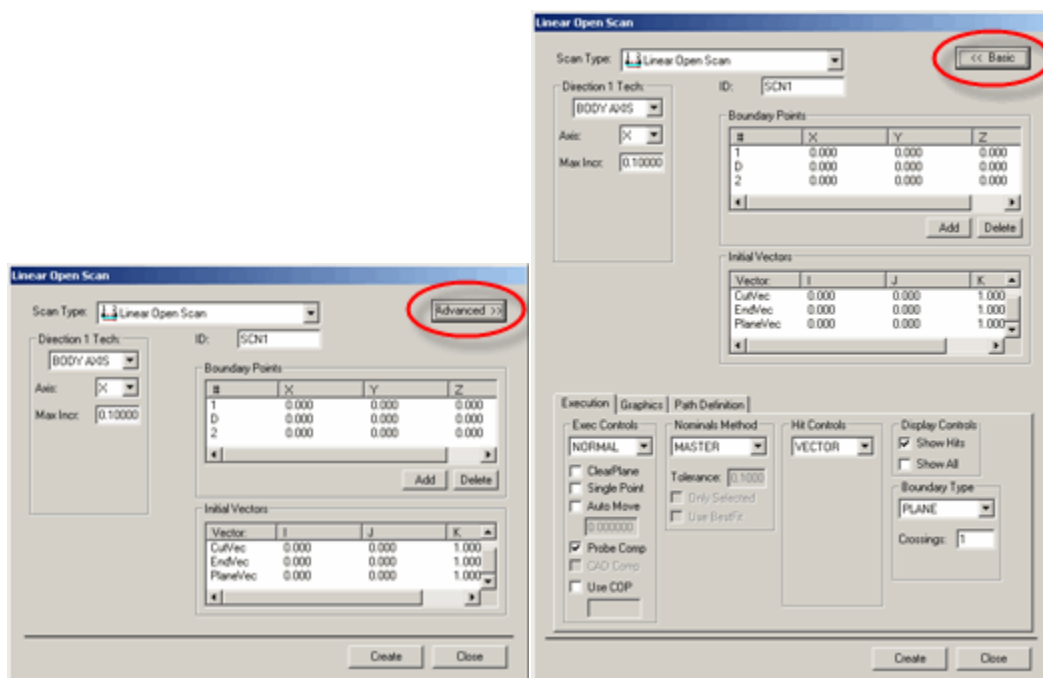 Linear Open Scan
Scan Type: Linear Open Scan Advanced >>
Direction 1 Tech: ID: SCN1
BODY AXIS
Boundary Points
Axis: X # X Y Z
Max Incr: 0.10000 1 0.000 0.000 0.000
D 0.000 0.000 0.000
2 0.000 0.000 0.000
Add Delete
Initial Vectors
Vector: I J K
CutVec 0.000 0.000 1.000
EndVec 0.000 0.000 1.000
PlaneVec 0.000 0.000 1.000
Create Close
Linear Open Scan
Scan Type: Linear Open Scan << Basic
Direction 1 Tech: ID: SCN1
BODY AXIS
Boundary Points
Axis: X # X Y Z
Max Incr: 0.10000 1 0.000 0.000 0.000
D 0.000 0.000 0.000
2 0.000 0.000 0.000
Add Delete
Initial Vectors
Vector: I J K
CutVec 0.000 0.000 1.000
EndVec 0.000 0.000 1.000
PlaneVec 0.000 0.000 1.000
Execution Graphics Path Definition
Exec Controls Nominals Method Hit Controls Display Controls
NORMAL MASTER VECTOR Show Hits
ClearPlane Tolerance: 0.1000 Show All
Single Point Only Selected Boundary Type
Auto Move Use BestFit PLANE
0.000000
Probe Comp Crossings: 1
CAD Comp
Use COP
Create Close